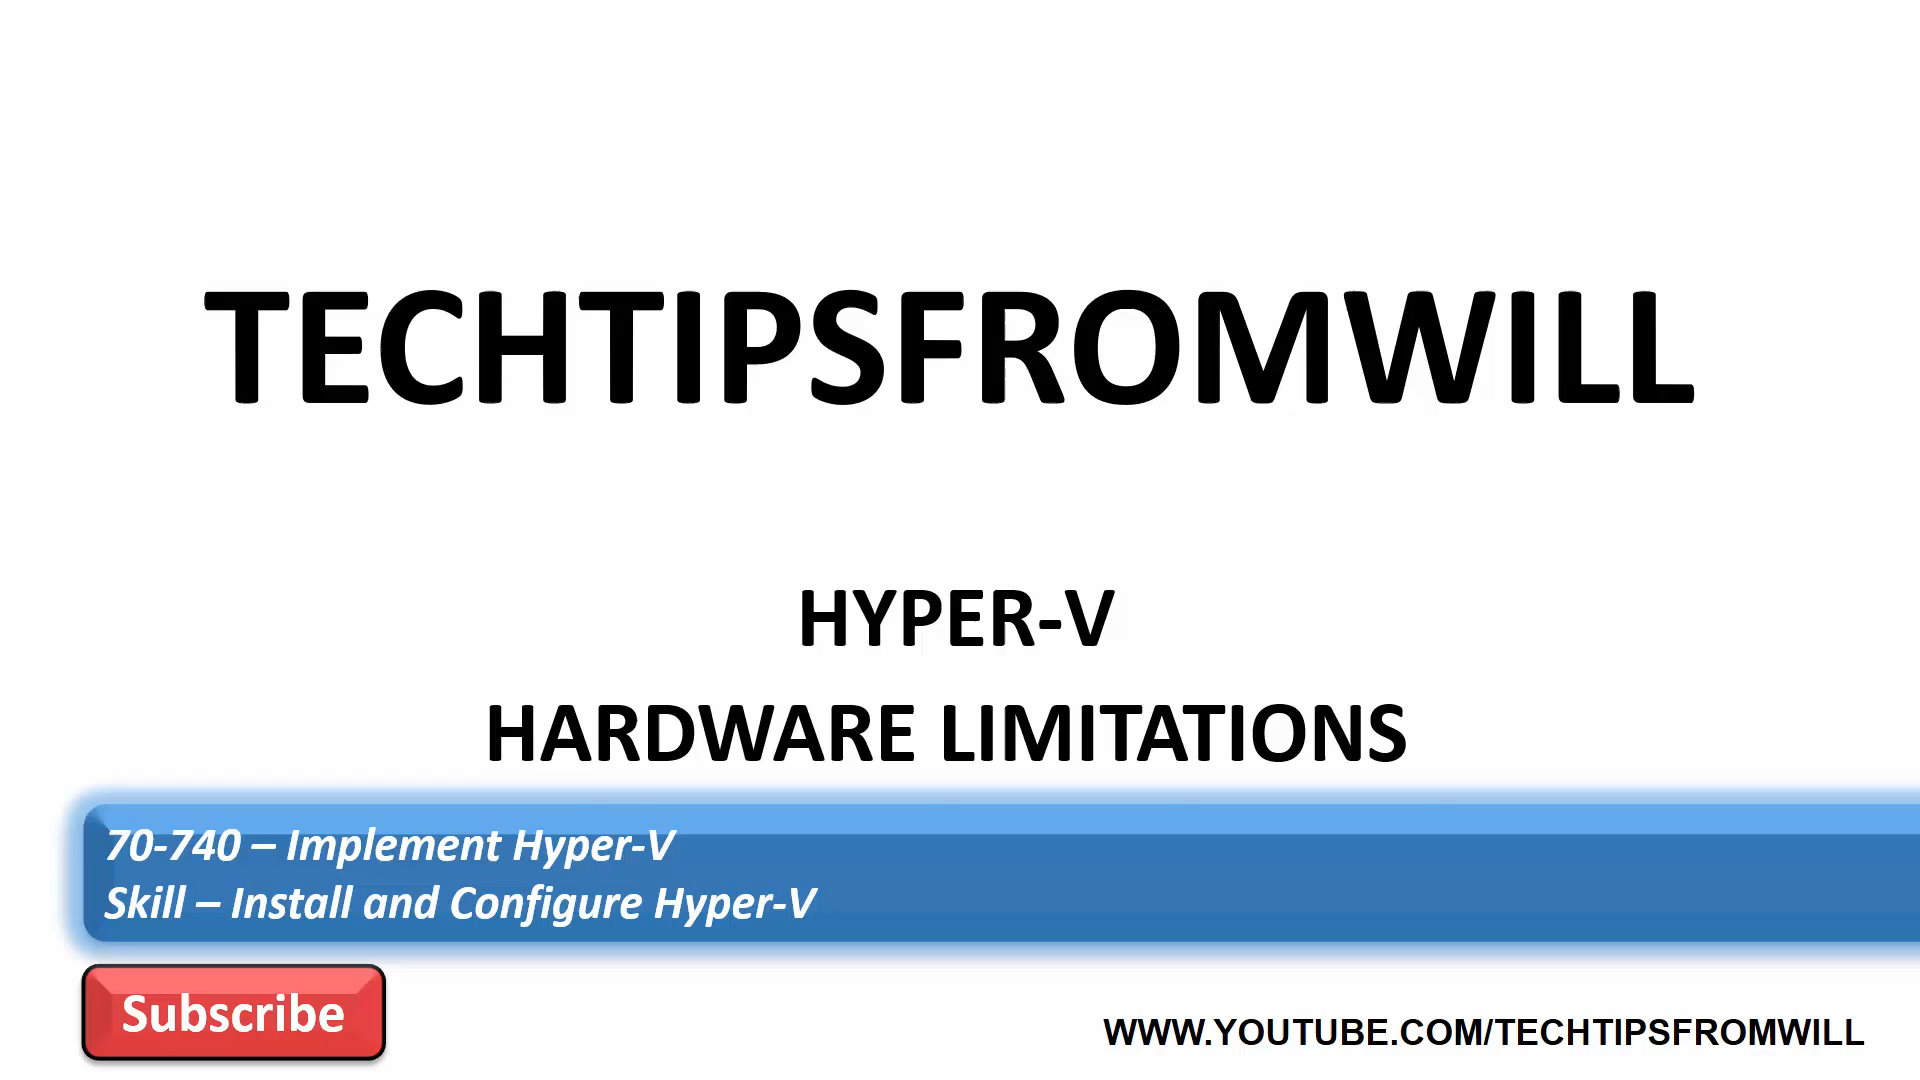 TECHTIPSFROMWILL
HYPER-V
HARDWARE LIMITATIONS
70-740 – Implement Hyper-V
Skill – Install and Configure Hyper-V
Subscribe
WWW.YOUTUBE.COM/TECHTIPSFROMWILL